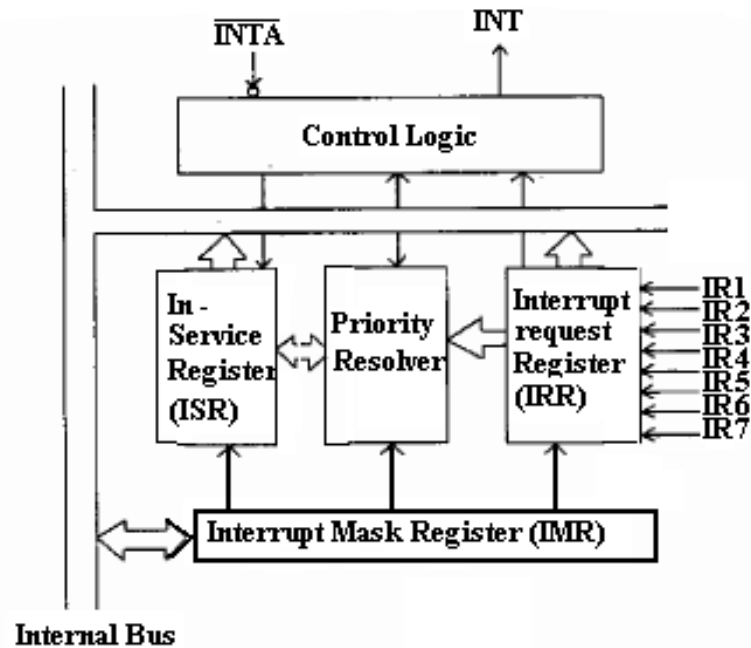 INTA
INT
Control Logic
In -
Service
Register
(ISR)
Priority
Resolver
Interrupt
request
Register
(IRR)
IR1
IR2
IR3
IR4
IR5
IR6
IR7
Interrupt Mask Register (IMR)
Internal Bus